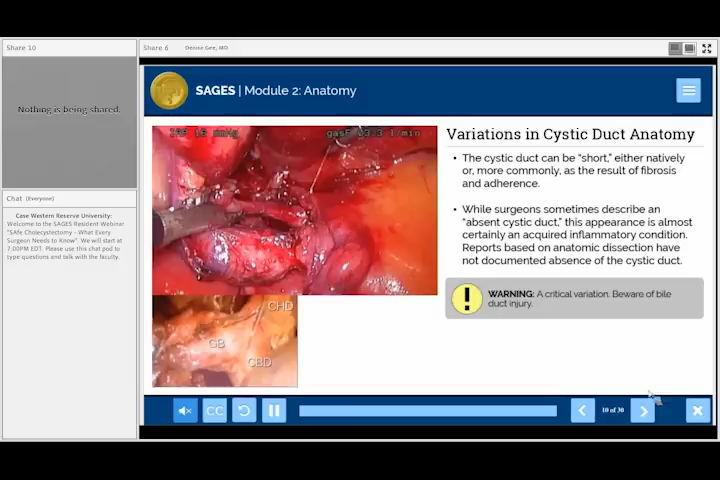 Share 10
Share 6 Denise Gee, MD
Nothing is being shared.
SAGES | Module 2: Anatomy
gasF 03.3 l/min
Variations in Cystic Duct Anatomy
• The cystic duct can be "short," either natively
or, more commonly, as the result of fibrosis
and adherence.
• While surgeons sometimes describe an
"absent cystic duct," this appearance is almost
certainly an acquired inflammatory condition.
Reports based on anatomic dissection have
not documented absence of the cystic duct.
WARNING: A critical variation. Beware of bile
duct injury.
CHD
GB
CBD
Chat (Everyone)
Case Western Reserve University:
Welcome to the SAGES Resident Webinar
"SAfe Cholecystectomy - What Every
Surgeon Needs to Know". We will start at
7:00PM EDT. Please use this chat pod to
type questions and talk with the faculty.
CC
10 of 30